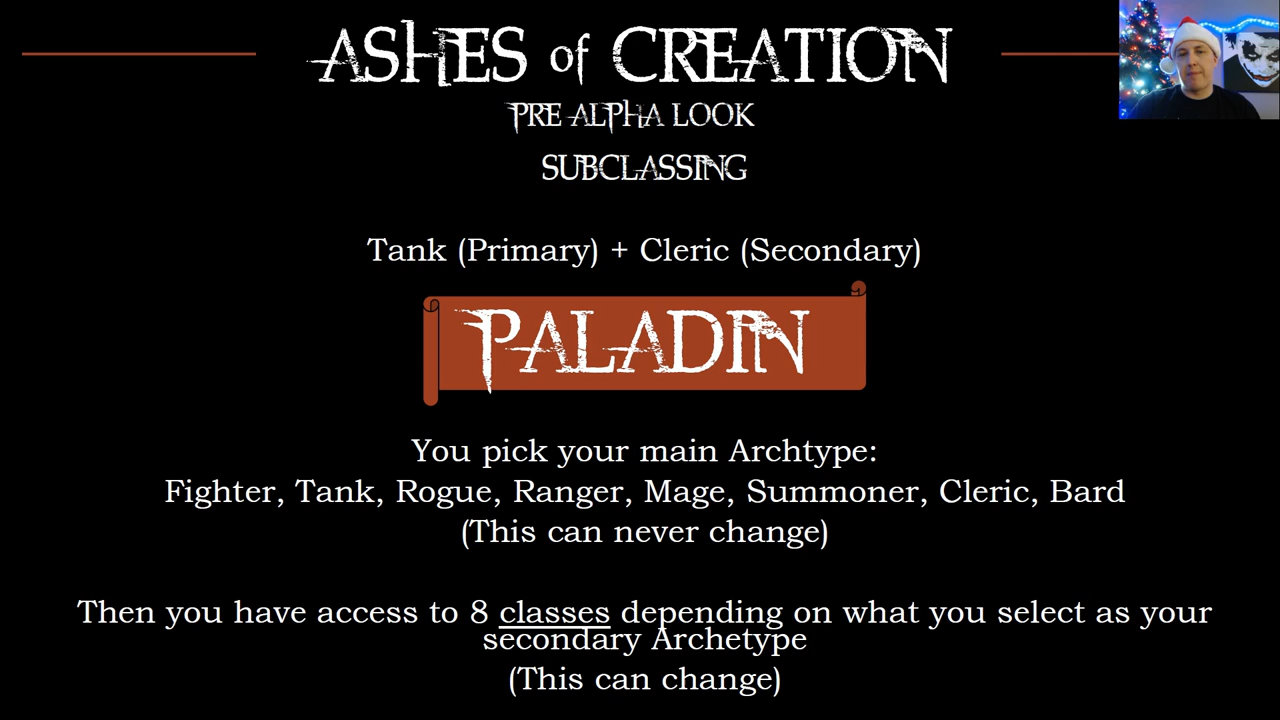 ASHES of CREATION
PRE ALPHA LOOK
SUBCLASSING
Tank (Primary) + Cleric (Secondary)
PALADIN
You pick your main Archtype:
Fighter, Tank, Rogue, Ranger, Mage, Summoner, Cleric, Bard
(This can never change)
Then you have access to 8 classes depending on what you select as your
secondary Archetype
(This can change)